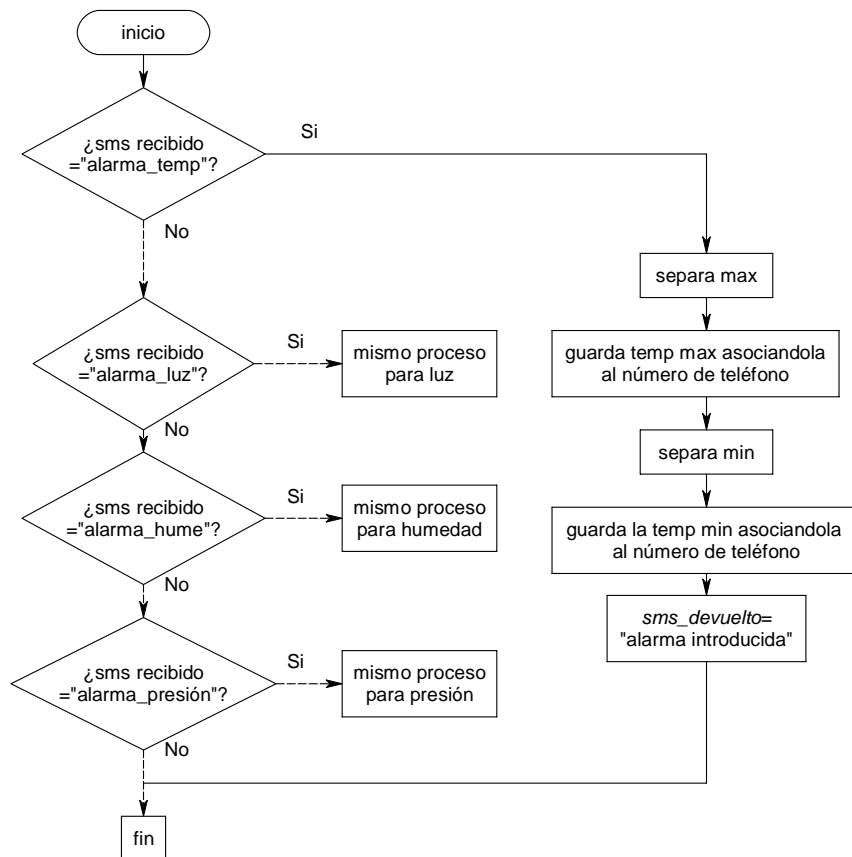 inicio
¿sms recibido
="alarma_temp"?
Si
No
separa max
guarda temp max asociandola
al número de teléfono
separa min
guarda la temp min asociandola
al número de teléfono
sms_devuelto=
"alarma introducida"
¿sms recibido
="alarma_luz"?
Si
mismo proceso
para luz
No
¿sms recibido
="alarma_hume"?
Si
mismo proceso
para humedad
No
¿sms recibido
="alarma_presión"?
Si
mismo proceso
para presión
No
fin